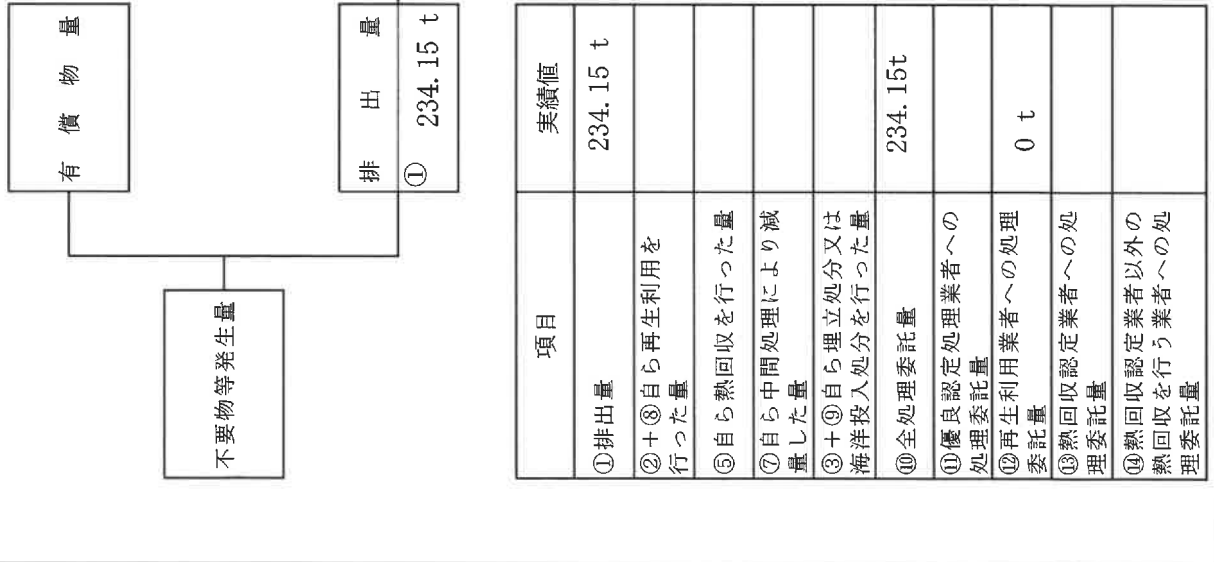 不要物等発生量
有償物量
排出量
① 234.15 t
項目 実績値
①排出量 234.15 t
②+⑧自ら再生利用を
行った量
⑤自ら熱回収を行った量
⑦自ら中間処理により減
量した量
③+⑨自ら埋立処分又は
海洋投入処分を行った量
⑩全処理委託量 234.15t
⑪優良認定処理業者への
処理委託量
⑫再生利用業者への処理
委託量 0 t
⑬熱回収認定業者への処
理委託量
⑭熱回収認定業者以外の
熱回収を行う業者への処
理委託量